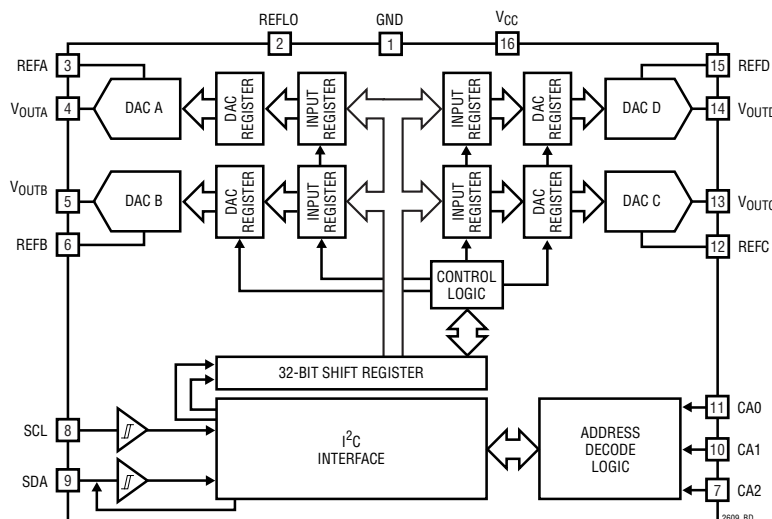 REFLO
GND
VCC
2
1
16
REFA
3
15
REFD
VOUTA
4
DAC A
DAC REGISTER
INPUT REGISTER
INPUT REGISTER
DAC REGISTER
DAC D
14
VOUTD
VOUTB
5
DAC B
DAC REGISTER
INPUT REGISTER
INPUT REGISTER
DAC REGISTER
DAC C
13
VOUTC
REFB
6
12
REFC
CONTROL
LOGIC
32-BIT SHIFT REGISTER
SCL
8
I2C
INTERFACE
ADDRESS
DECODE
LOGIC
11
CA0
10
CA1
SDA
9
7
CA2
2609 BD